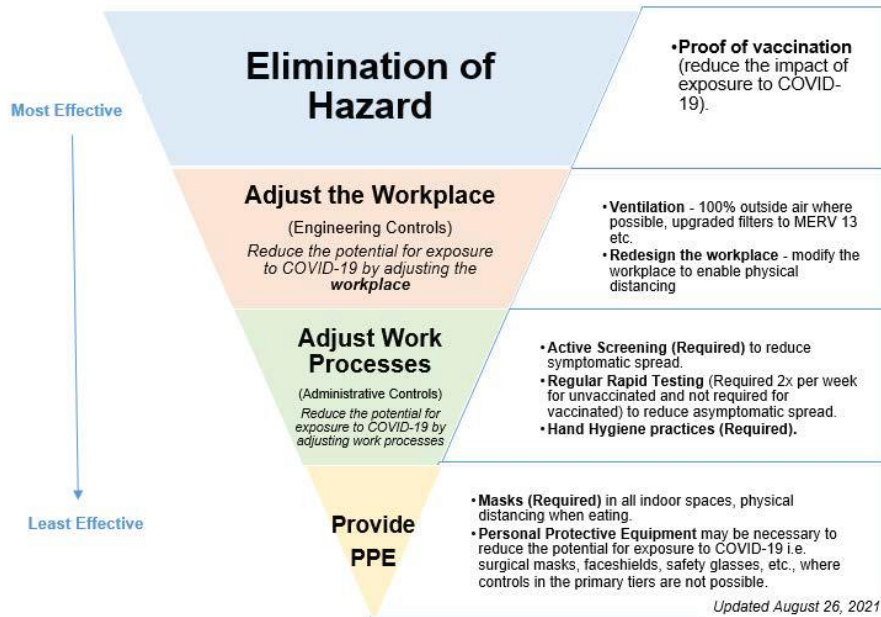 Elimination of
Hazard
•Proof of vaccination
(reduce the impact of
exposure to COVID-
19).
Most Effective
Adjust the Workplace
(Engineering Controls)
Reduce the potential for exposure
to COVID-19 by adjusting the
workplace
•Ventilation - 100% outside air where
possible, upgraded filters to MERV 13
etc.
•Redesign the workplace - modify the
workplace to enable physical
distancing
Adjust Work
Processes
(Administrative Controls)
Reduce the potential for
exposure to COVID-19 by
adjusting work processes
•Active Screening (Required) to reduce
symptomatic spread.
•Regular Rapid Testing (Required 2x per week
for unvaccinated and not required for
vaccinated) to reduce asymptomatic spread.
•Hand Hygiene practices (Required).
Least Effective
Provide
PPE
•Masks (Required) in all indoor spaces, physical
distancing when eating.
•Personal Protective Equipment may be necessary to
reduce the potential for exposure to COVID-19 i.e.
surgical masks, faceshields, safety glasses, etc., where
controls in the primary tiers are not possible.
Updated August 26, 2021